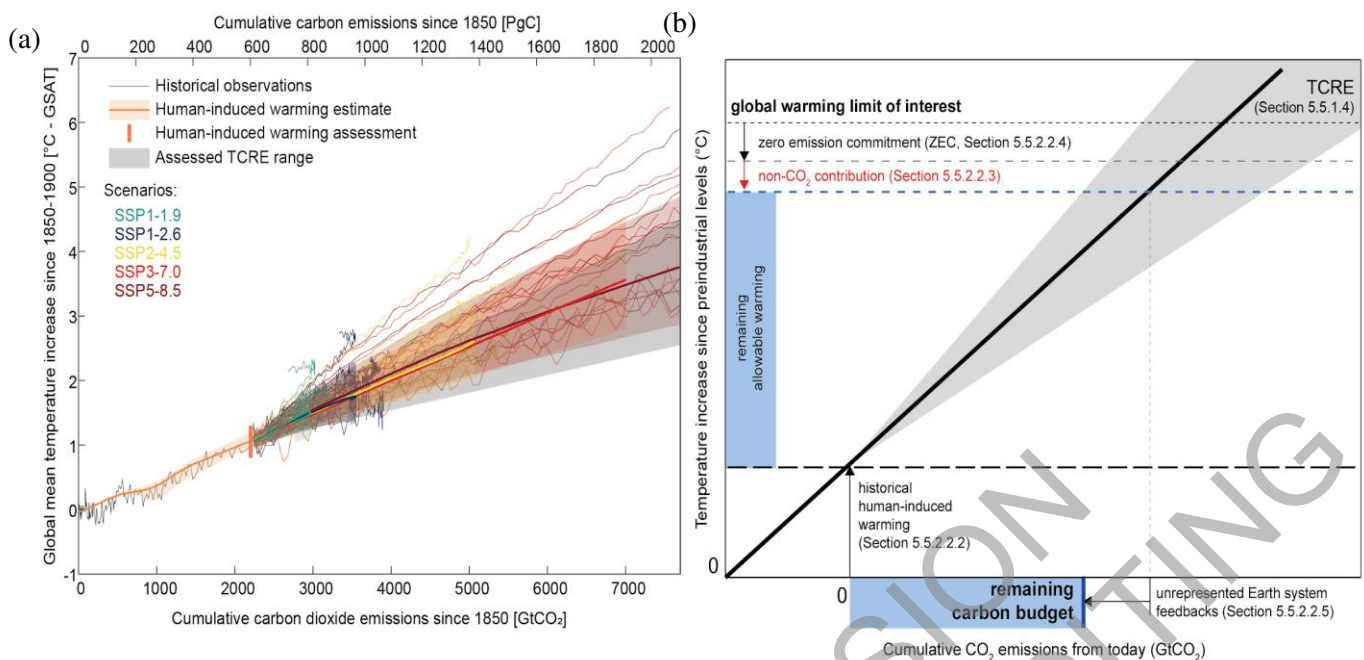 (a)
Cumulative carbon emissions since 1850 [PgC]
0 200 400 600 800 1000 1200 1400 1600 1800 2000
7
6
5
4
3
2
1
0
-1
Global mean temperature increase since 1850-1900 [°C - GSAT]
Historical observations
Human-induced warming estimate
Human-induced warming assessment
Assessed TCRE range
Scenarios:
SSP1-1.9
SSP1-2.6
SSP2-4.5
SSP3-7.0
SSP5-8.5
0 1000 2000 3000 4000 5000 6000 7000
Cumulative carbon dioxide emissions since 1850 [GtCO₂]
(b)
Temperature increase since preindustrial levels (°C)
TCRE
(Section 5.5.1.4)
global warming limit of interest
zero emission commitment (ZEC, Section 5.5.2.2.4)
non-CO₂ contribution (Section 5.5.2.2.3)
remaining
allowable warming
historical
human-induced
warming
(Section 5.5.2.2.2)
0
0
remaining
carbon budget
unrepresented Earth system
feedbacks (Section 5.5.2.2.5)
Cumulative CO₂ emissions from today (GtCO₂)
SION
ITING